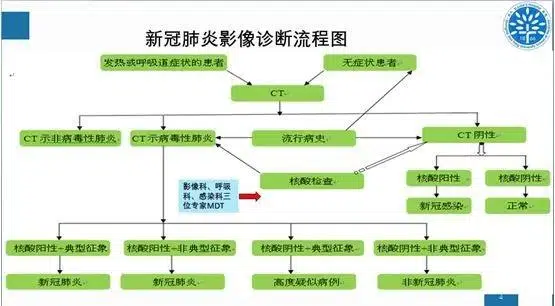 新冠肺炎影像诊断流程图
发热或呼吸道症状的患者
无症状患者
CT
CT示非病毒性肺炎
CT示病毒性肺炎
流行病史
CT阴性
核酸检查
核酸阳性
核酸阴性
影像科、呼吸
科、感染科三
位专家MDT
新冠感染
正常
核酸阳性+典型征象
核酸阳性+非典型征象
核酸阴性+典型征象
核酸阴性+非典型征象
新冠肺炎
新冠肺炎
高度疑似病例
非新冠肺炎
4